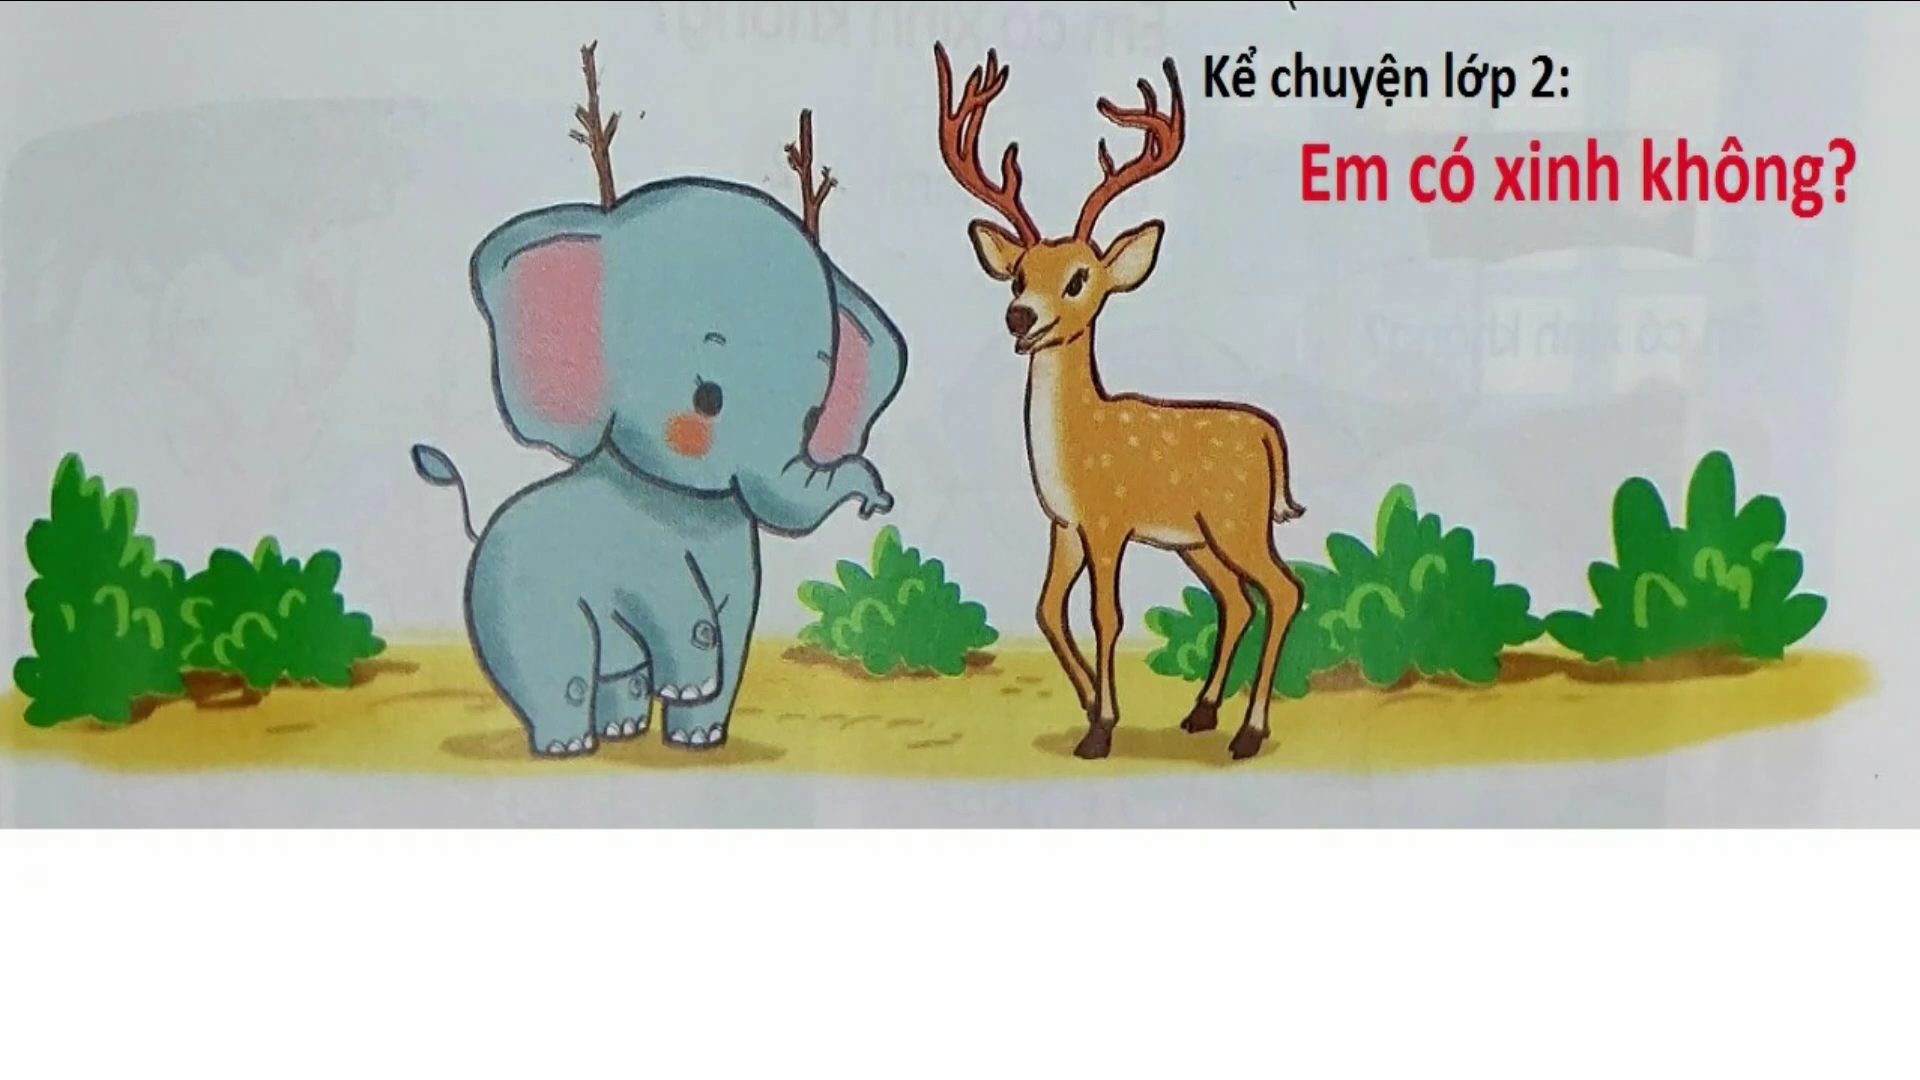 Kể chuyện lớp 2:
Em có xinh không?